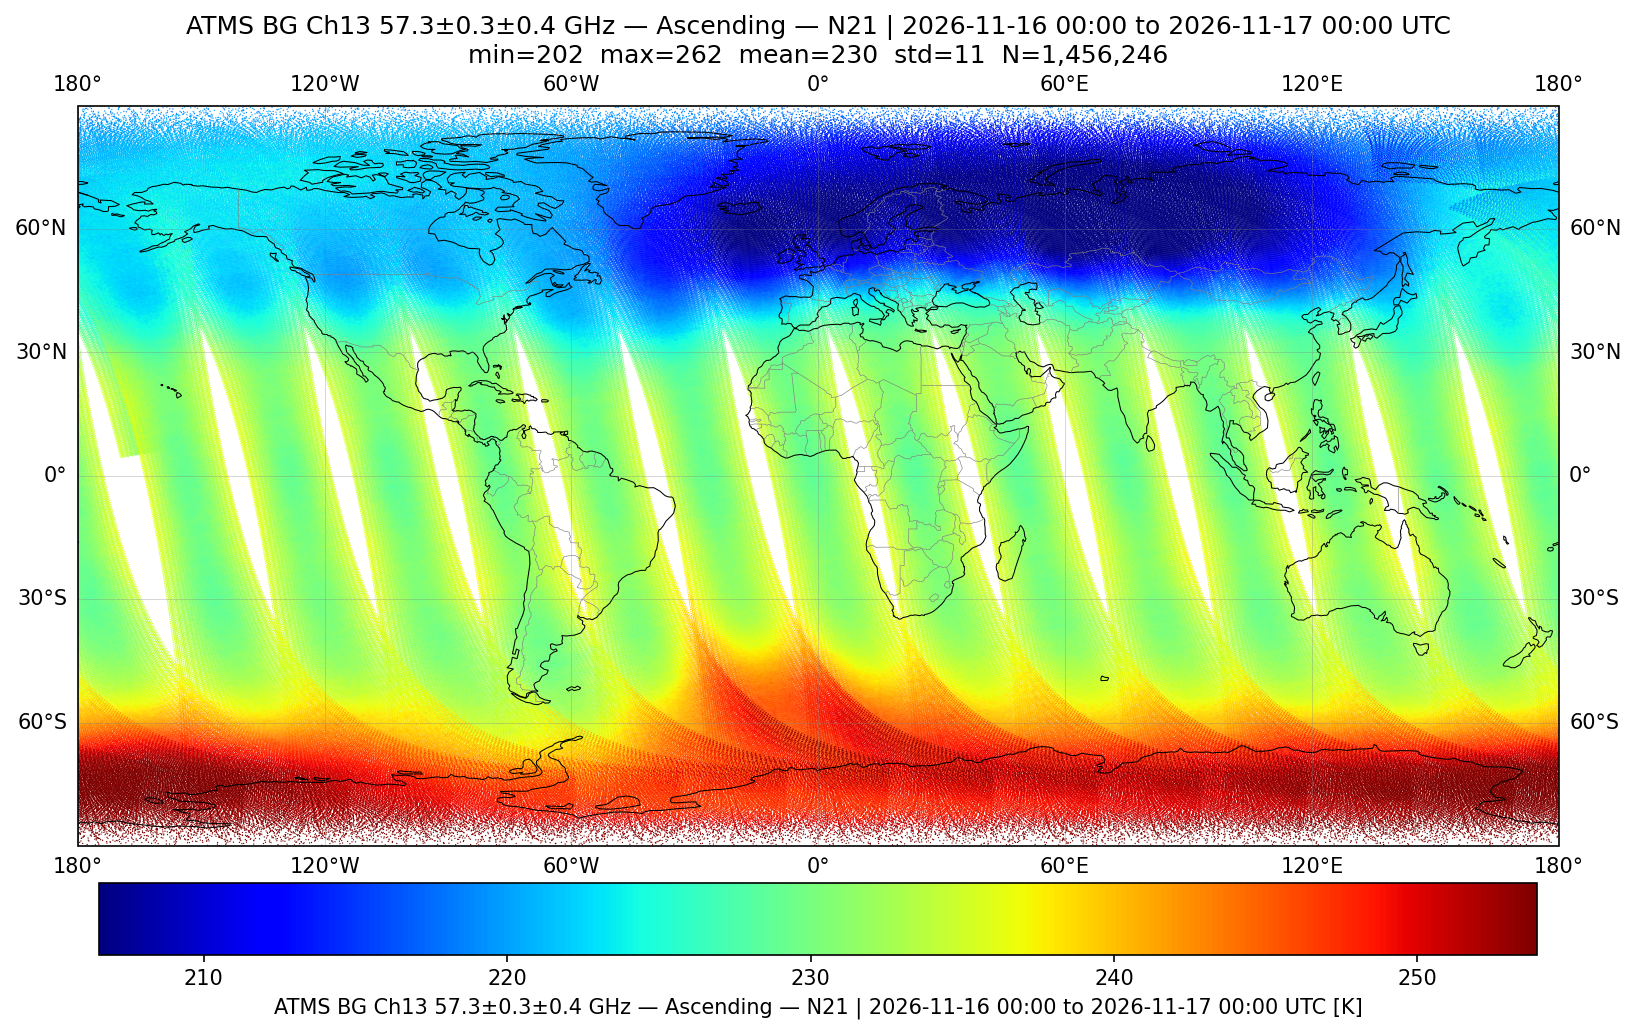 ATMS BG Ch13 57.3±0.3±0.4 GHz — Ascending — N21 | 2026-11-16 00:00 to 2026-11-17 00:00 UTC
min=202 max=262 mean=230 std=11 N=1,456,246
180° 120°W 60°W 0° 60°E 120°E 180°
60°N 60°N
30°N 30°N
0° 0°
30°S 30°S
60°S 60°S
180° 120°W 60°W 0° 60°E 120°E 180°
210 220 230 240 250
ATMS BG Ch13 57.3±0.3±0.4 GHz — Ascending — N21 | 2026-11-16 00:00 to 2026-11-17 00:00 UTC [K]